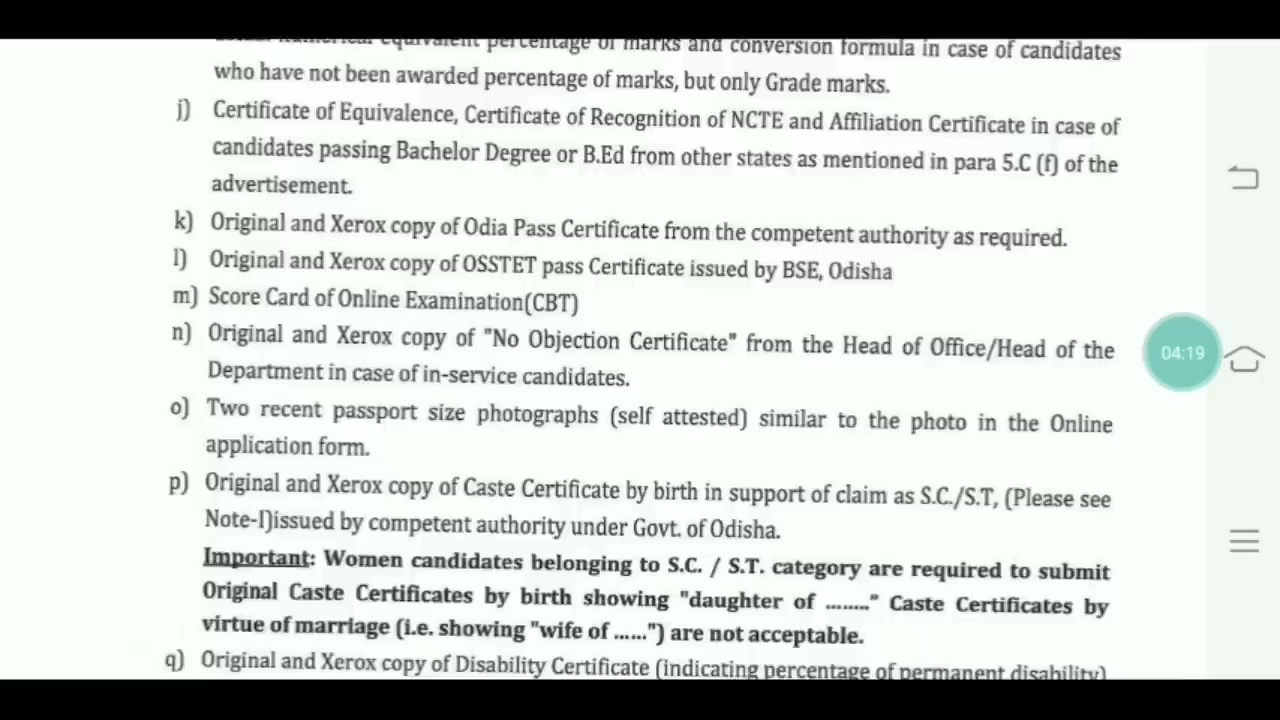 equivalent percentage of marks and conversion formula in case of candidates
who have not been awarded percentage of marks, but only Grade marks.
j) Certificate of Equivalence, Certificate of Recognition of NCTE and Affiliation Certificate in case of
candidates passing Bachelor Degree or B.Ed from other states as mentioned in para 5.C (f) of the
advertisement.
k) Original and Xerox copy of Odia Pass Certificate from the competent authority as required.
l) Original and Xerox copy of OSSTET pass Certificate issued by BSE, Odisha
m) Score Card of Online Examination(CBT)
n) Original and Xerox copy of "No Objection Certificate" from the Head of Office/Head of the
Department in case of in-service candidates.
04:19
o) Two recent passport size photographs (self attested) similar to the photo in the Online
application form.
p) Original and Xerox copy of Caste Certificate by birth in support of claim as S.C./S.T, (Please see
Note-I)issued by competent authority under Govt. of Odisha.
Important: Women candidates belonging to S.C. / S.T. category are required to submit
Original Caste Certificates by birth showing "daughter of ........" Caste Certificates by
virtue of marriage (i.e. showing "wife of ......") are not acceptable.
q) Original and Xerox copy of Disability Certificate (indicating percentage of permanent disability)